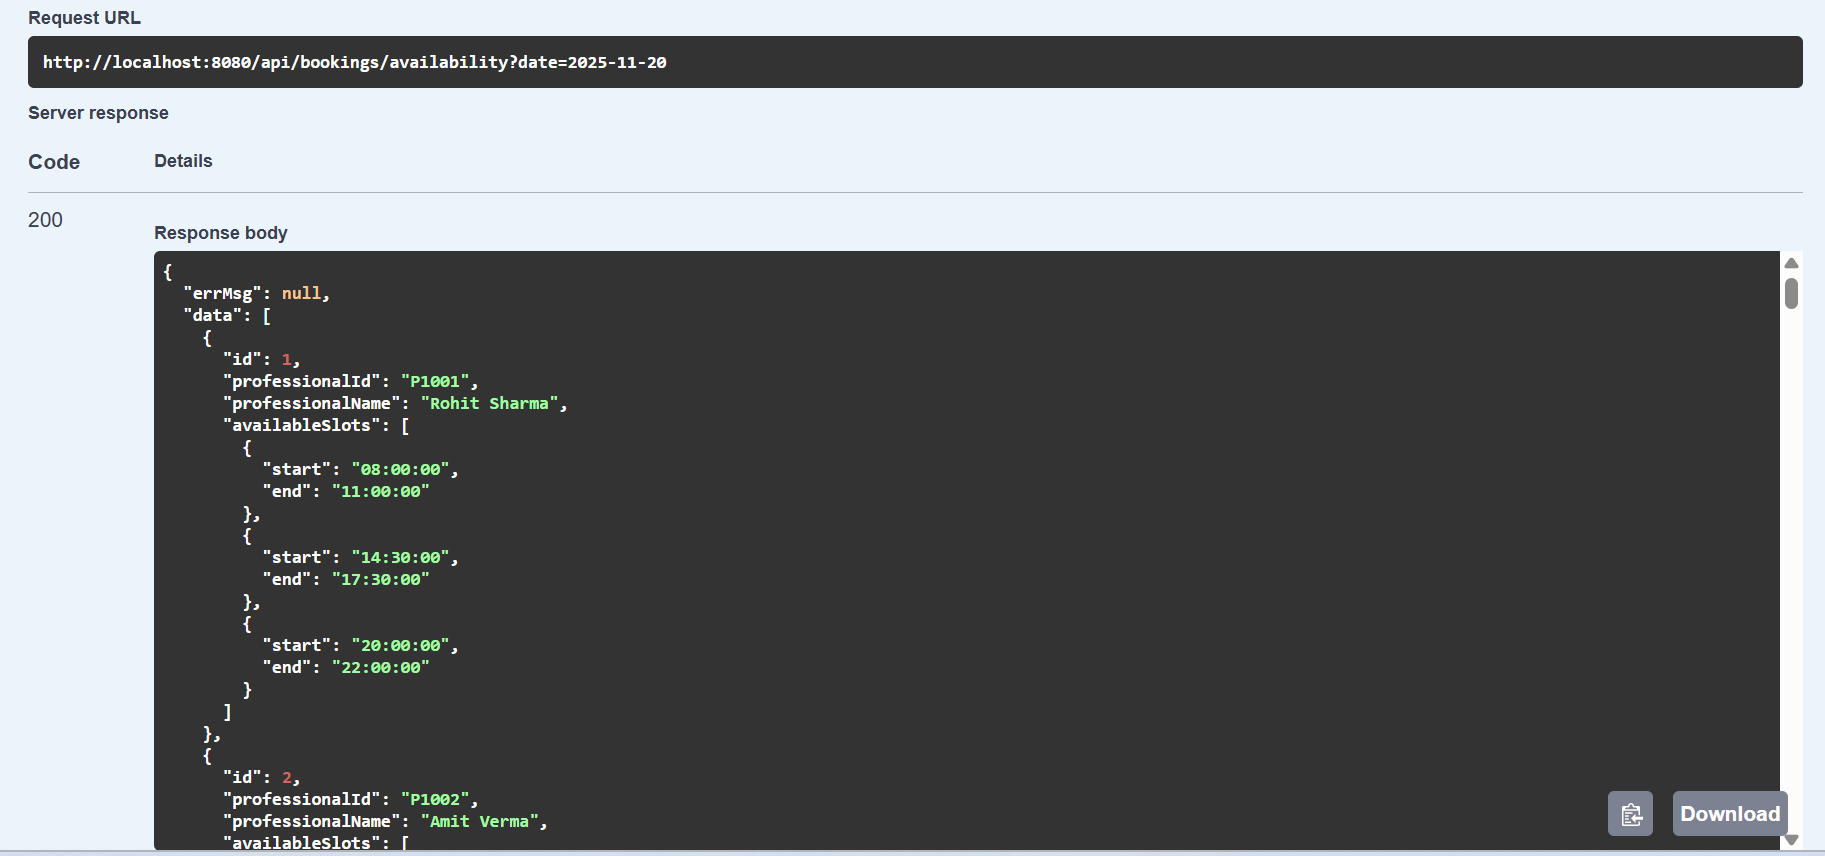 Request URL
http://localhost:8080/api/bookings/availability?date=2025-11-20
Server response
Code Details
200
Response body
{
  "errMsg": null,
  "data": [
    {
      "id": 1,
      "professionalId": "P1001",
      "professionalName": "Rohit Sharma",
      "availableSlots": [
        {
          "start": "08:00:00",
          "end": "11:00:00"
        },
        {
          "start": "14:30:00",
          "end": "17:30:00"
        },
        {
          "start": "20:00:00",
          "end": "22:00:00"
        }
      ]
    },
    {
      "id": 2,
      "professionalId": "P1002",
      "professionalName": "Amit Verma",
      "availableSlots": [
Download